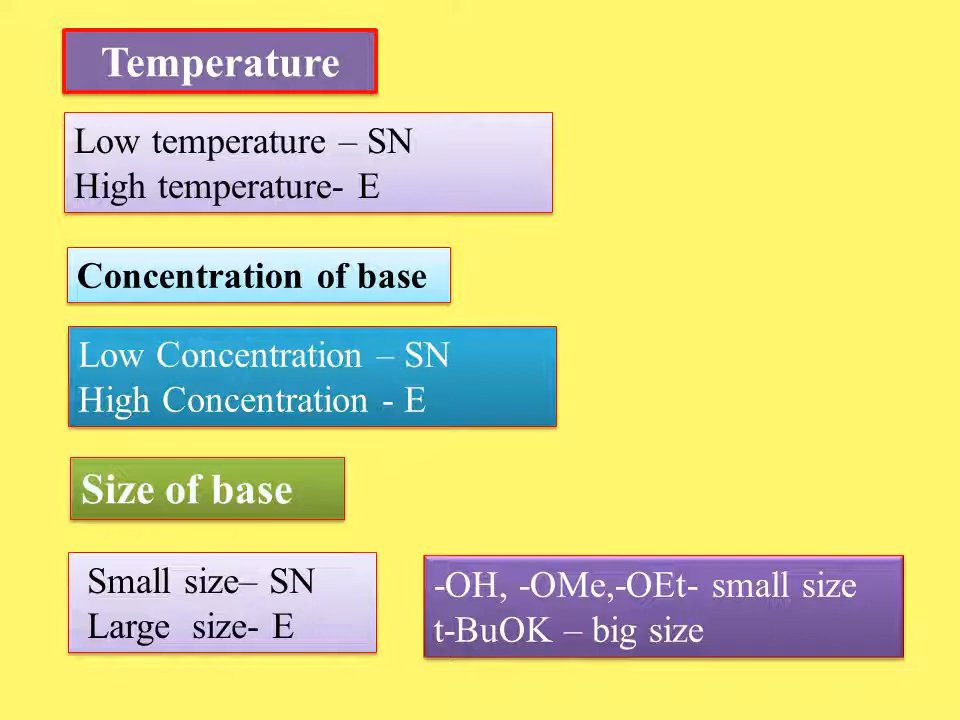 Temperature
Low temperature – SN
High temperature- E
Concentration of base
Low Concentration – SN
High Concentration - E
Size of base
Small size– SN
Large size- E
-OH, -OMe,-OEt- small size
t-BuOK – big size